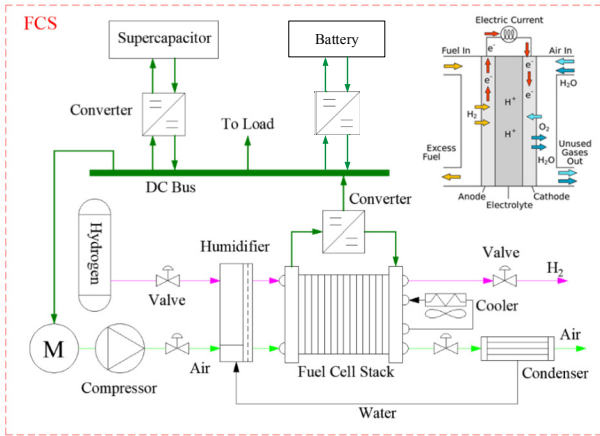 FCS
Supercapacitor
Battery
Converter
To Load
DC Bus
Converter
Hydrogen
Humidifier
Valve
Valve
H2
Cooler
M
Compressor
Air
Fuel Cell Stack
Air
Condenser
Water
Electric Current
e-
Fuel In
Air In
e-
e-
e-
H2O
H+
H2
H+
O2
Excess
Fuel
H2O
Unused
Gases
Out
Anode
Cathode
Electrolyte